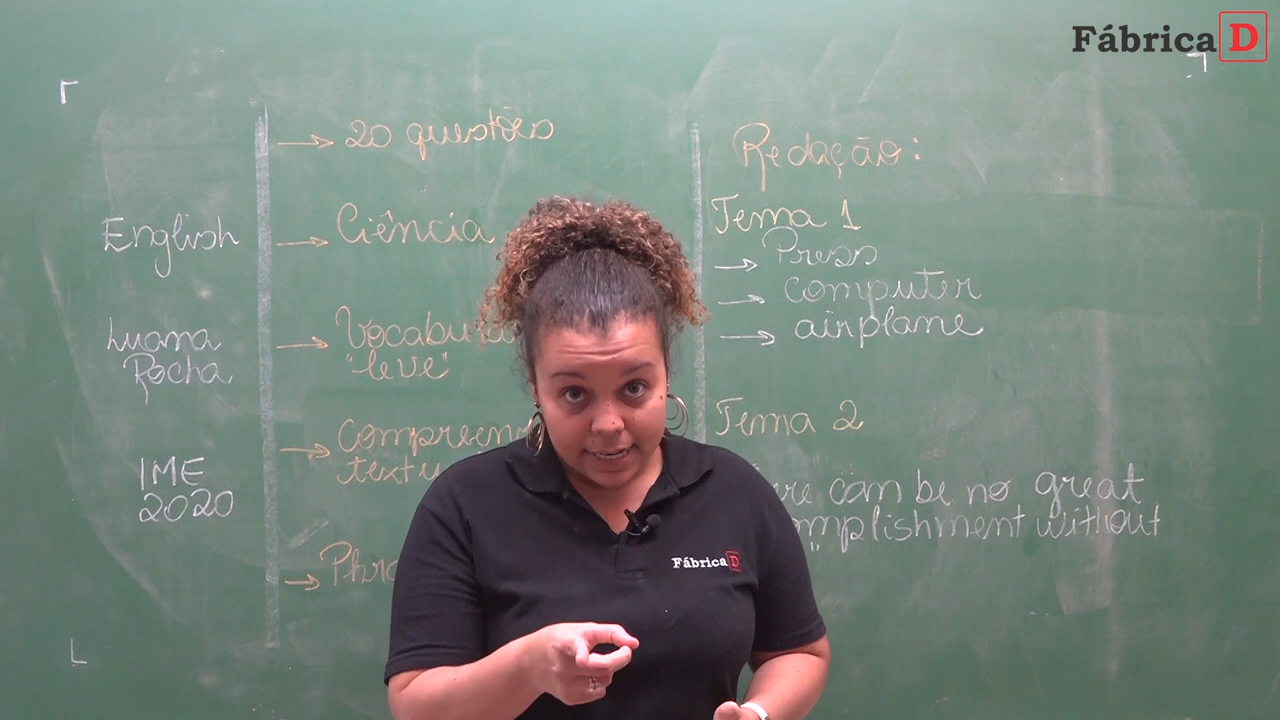 Fábrica D
English
Luana
Rocha
IME
2020
→ 20 questões
→ Ciência
→
"leve"
→
→
Redação:
Tema 1
→ Press
→ computer
→ airplane
Tema 2
can be no great
without
Fábrica D